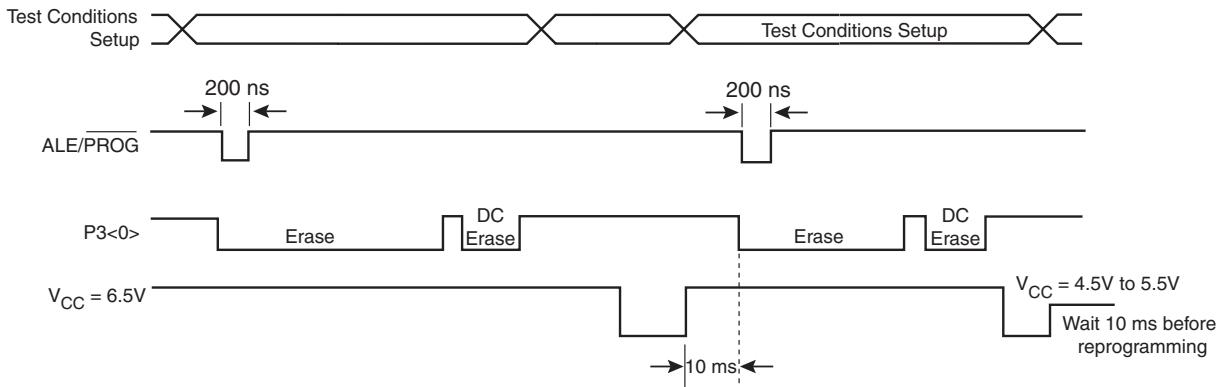 Test Conditions
Setup
Test Conditions Setup
200 ns
200 ns
ALE/PROG
P3<0>
Erase
DC
Erase
Erase
DC
Erase
VCC = 6.5V
VCC = 4.5V to 5.5V
Wait 10 ms before
reprogramming
10 ms